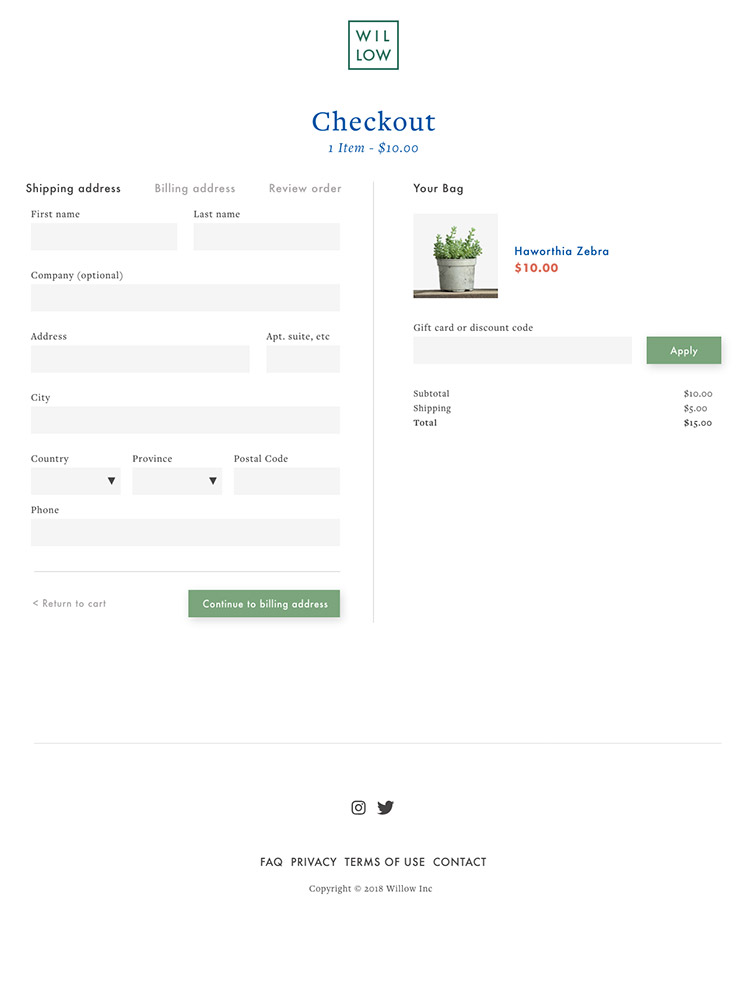 WIL
LOW
Checkout
1 Item - $10.00
Shipping address Billing address Review order
First name Last name
Company (optional)
Address Apt. suite, etc
City
Country Province Postal Code
Phone
< Return to cart Continue to billing address
Your Bag
Haworthia Zebra
$10.00
Gift card or discount code
Apply
Subtotal $10.00
Shipping $5.00
Total $15.00
FAQ PRIVACY TERMS OF USE CONTACT
Copyright © 2018 Willow Inc